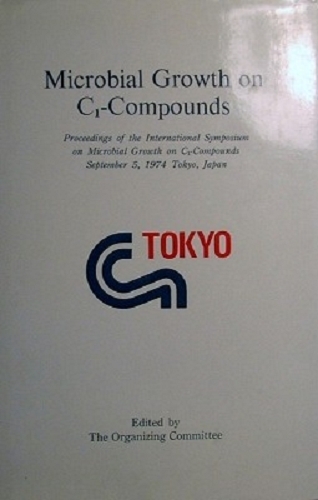 Microbial Growth on
C₁-Compounds
Proceedings of the International Symposium
on Microbial Growth on C₁-Compounds
September 5, 1974 Tokyo, Japan
TOKYO
Edited by
The Organizing Committee